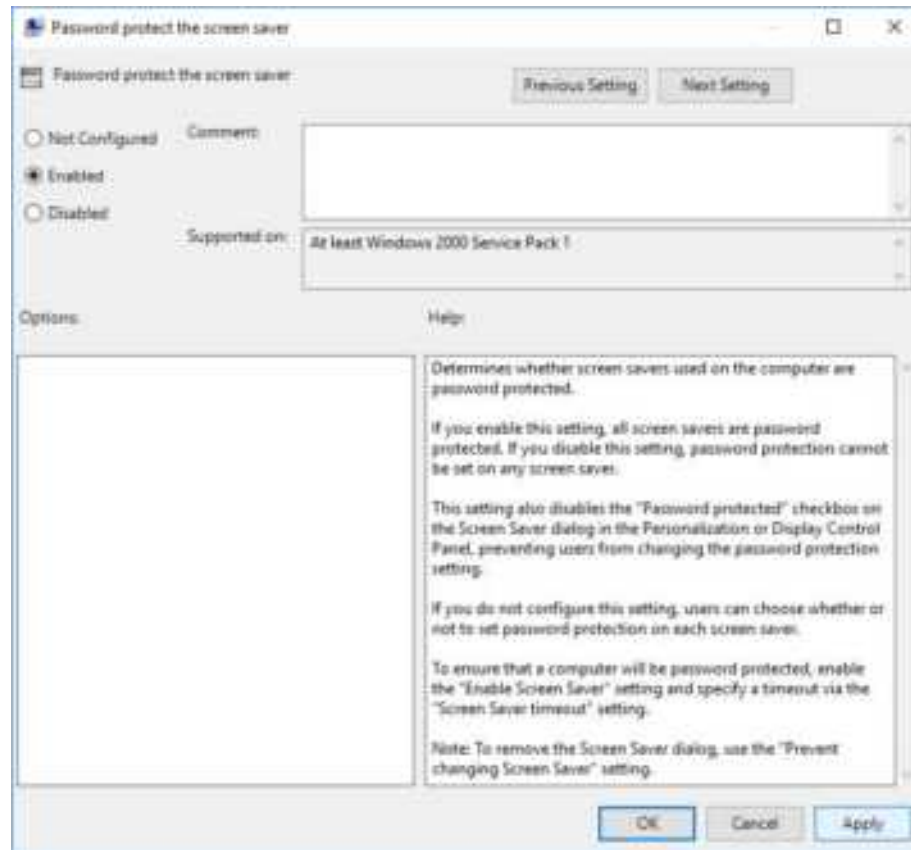 Password protect the screen saver
Password protect the screen saver
Previous Setting
Next Setting
Not Configured
Comment:
Enabled
Disabled
Supported on:
At least Windows 2000 Service Pack 1
Options:
Help:
Determines whether screen savers used on the computer are
password protected.
If you enable this setting, all screen savers are password
protected. If you disable this setting, password protection cannot
be set on any screen saver.
This setting also disables the "Password protected" checkbox on
the Screen Saver dialog in the Personalization or Display Control
Panel, preventing users from changing the password protection
setting.
If you do not configure this setting, users can choose whether or
not to set password protection on each screen saver.
To ensure that a computer will be password protected, enable
the "Enable Screen Saver" setting and specify a timeout via the
"Screen Saver timeout" setting.
Note: To remove the Screen Saver dialog, use the "Prevent
changing Screen Saver" setting.
OK
Cancel
Apply